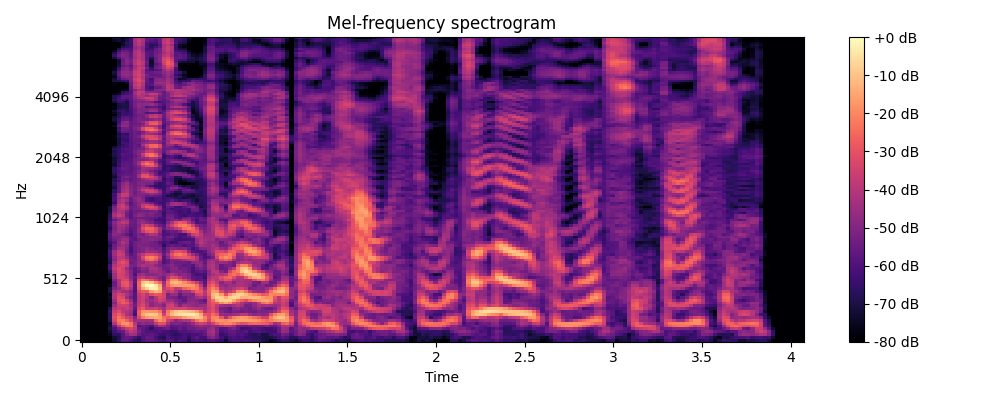 Mel-frequency spectrogram
+0 dB
4096
-10 dB
-20 dB
2048
-30 dB
Hz
-40 dB
1024
-50 dB
512
-60 dB
-70 dB
0
-80 dB
0 0.5 1 1.5 2 2.5 3 3.5 4
Time